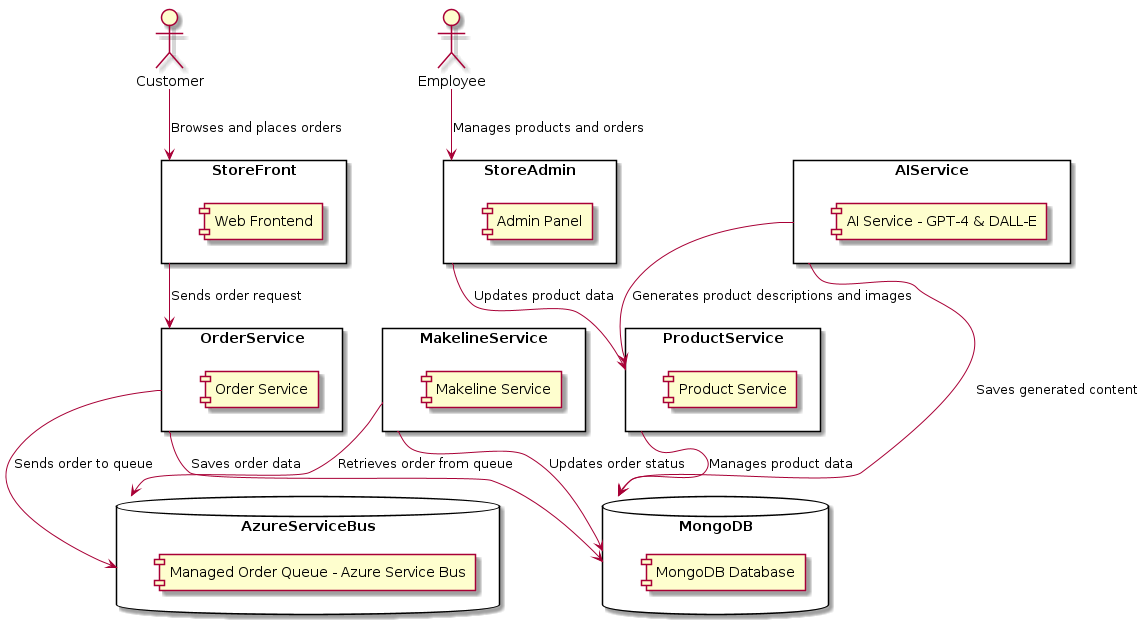 Customer
Employee
Browses and places orders
Manages products and orders
StoreFront
StoreAdmin
AIService
Web Frontend
Admin Panel
AI Service - GPT-4 & DALL-E
Sends order request
Updates product data
Generates product descriptions and images
OrderService
MakelineService
ProductService
Order Service
Makeline Service
Product Service
Saves generated content
Sends order to queue
Saves order data
Retrieves order from queue
Updates order status
Manages product data
AzureServiceBus
MongoDB
Managed Order Queue - Azure Service Bus
MongoDB Database